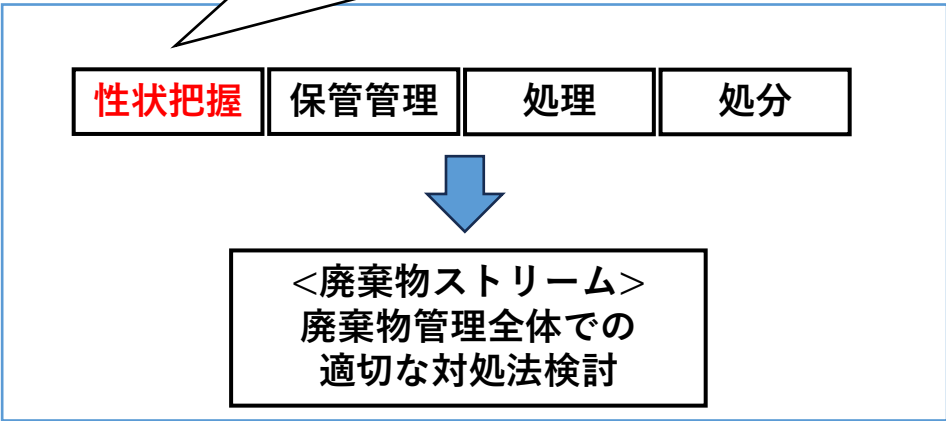 性状把握 保管管理 処理 処分
<廃棄物ストリーム>
廃棄物管理全体での
適切な対処法検討